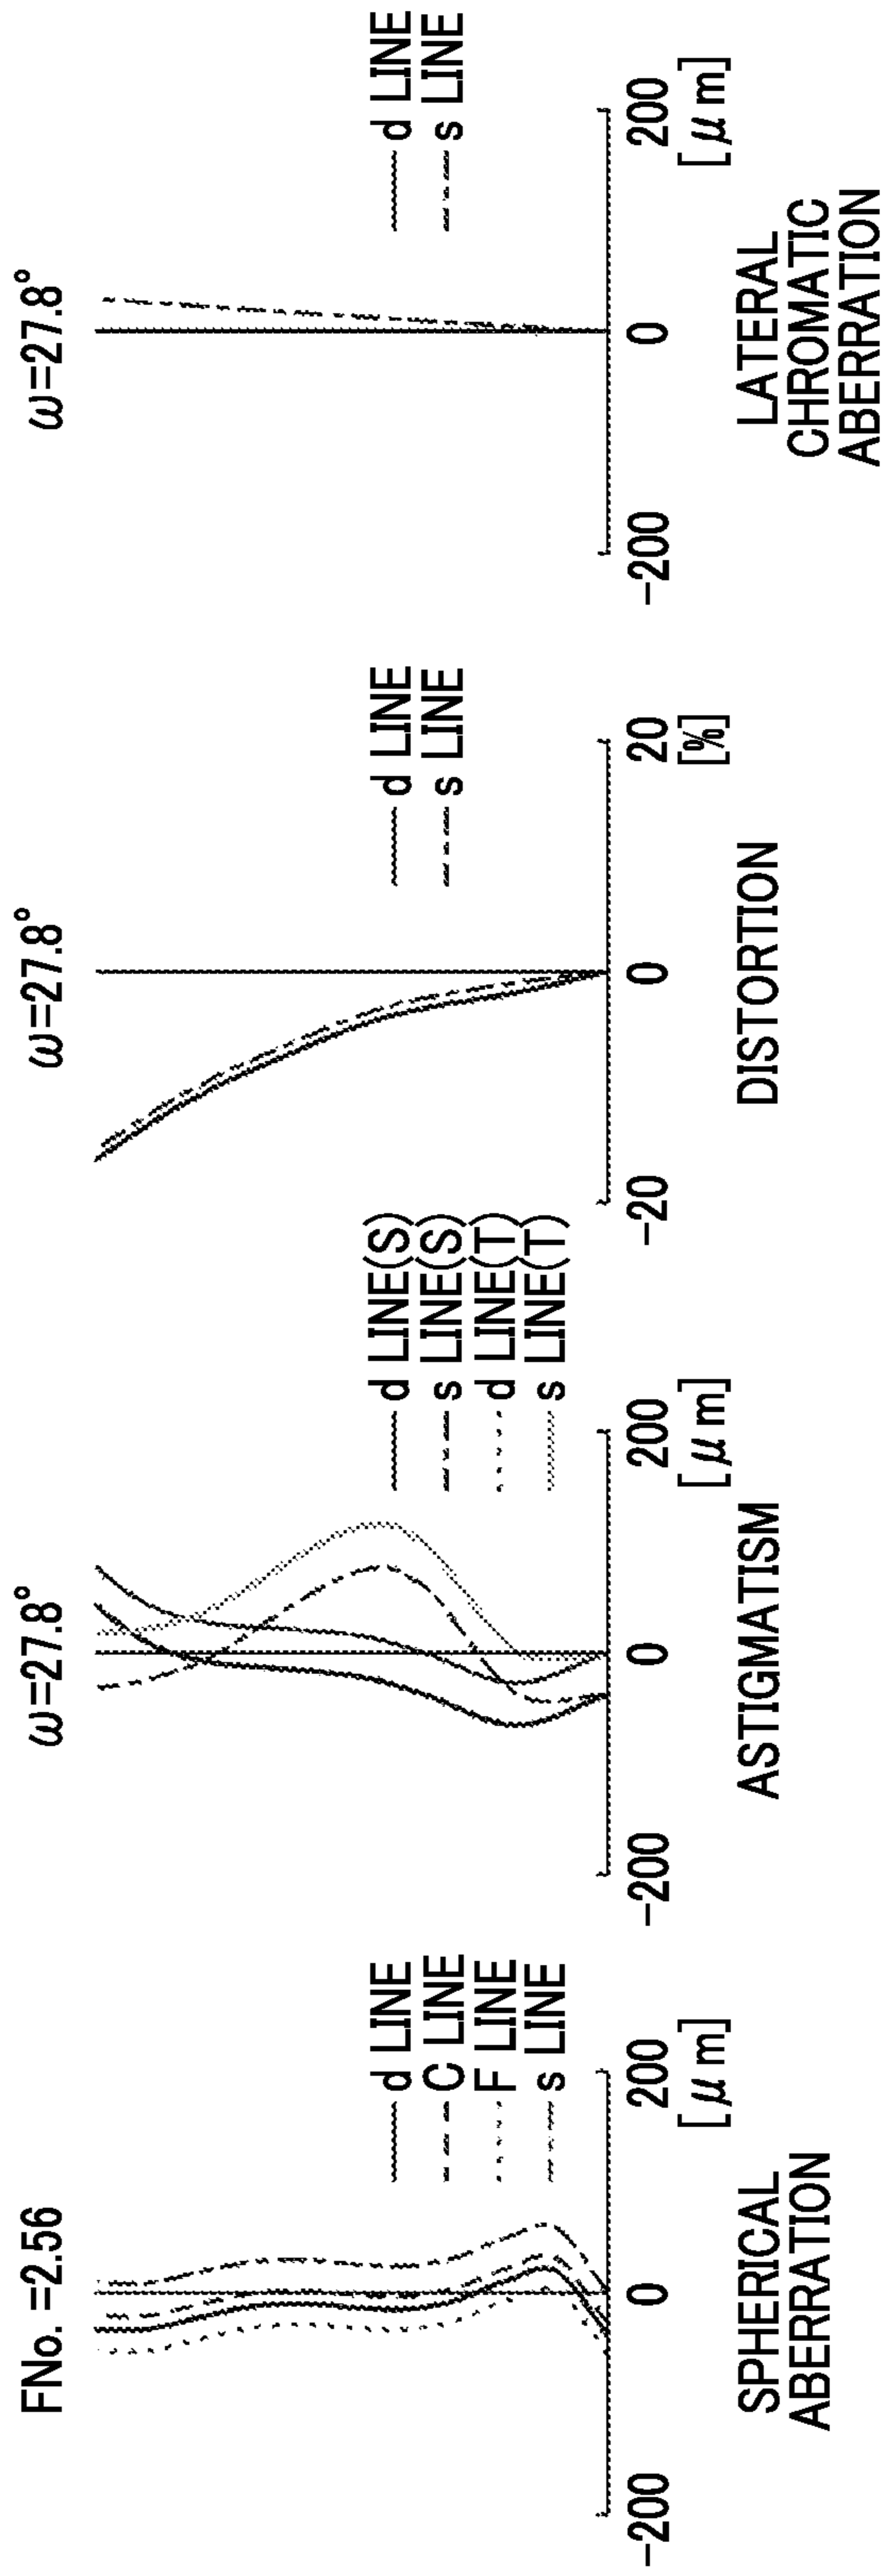 FNo. =2.56
d LINE
C LINE
F LINE
s LINE
-200
0
200
[μm]
SPHERICAL
ABERRATION
ω=27.8°
d LINE(S)
s LINE(S)
d LINE(T)
s LINE(T)
-200
0
200
[μm]
ASTIGMATISM
ω=27.8°
d LINE
s LINE
-20
0
20
[%]
DISTORTION
ω=27.8°
d LINE
s LINE
-200
0
200
[μm]
LATERAL
CHROMATIC
ABERRATION